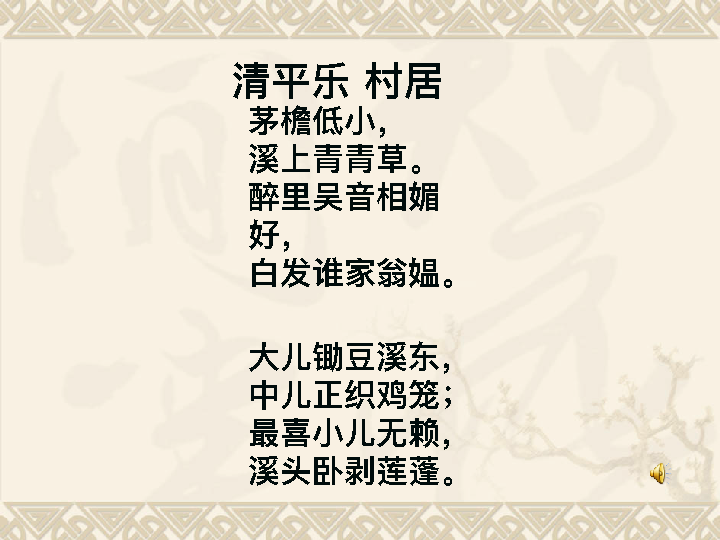 清平乐 村居
茅檐低小，
溪上青青草。
醉里吴音相媚
好，
白发谁家翁媪。
大儿锄豆溪东，
中儿正织鸡笼；
最喜小儿无赖，
溪头卧剥莲蓬。